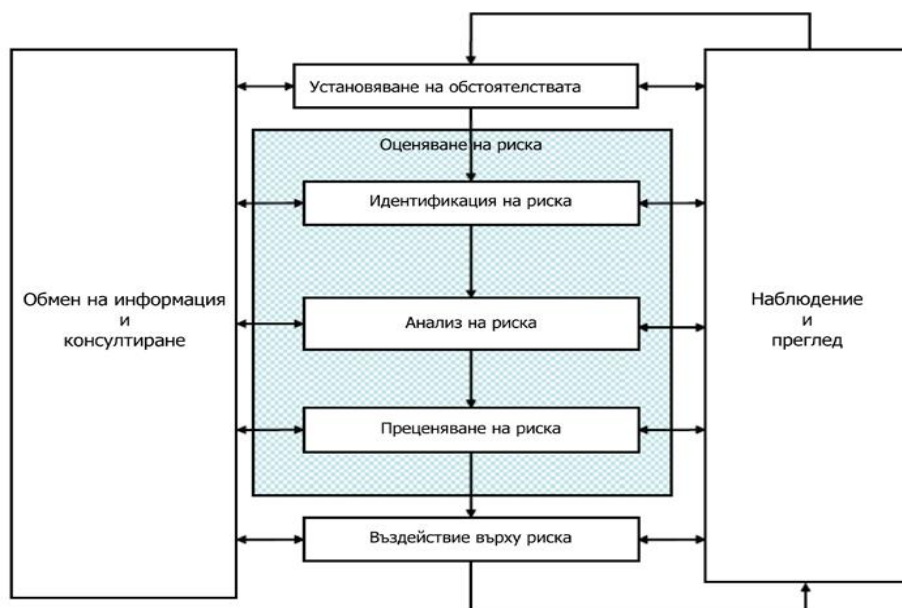 Установяване на обстоятелствата
Оценяване на риска
Идентификация на риска
Обмен на информация
и
консултиране
Анализ на риска
Наблюдение
и
преглед
Преценяване на риска
Въздействие върху риска